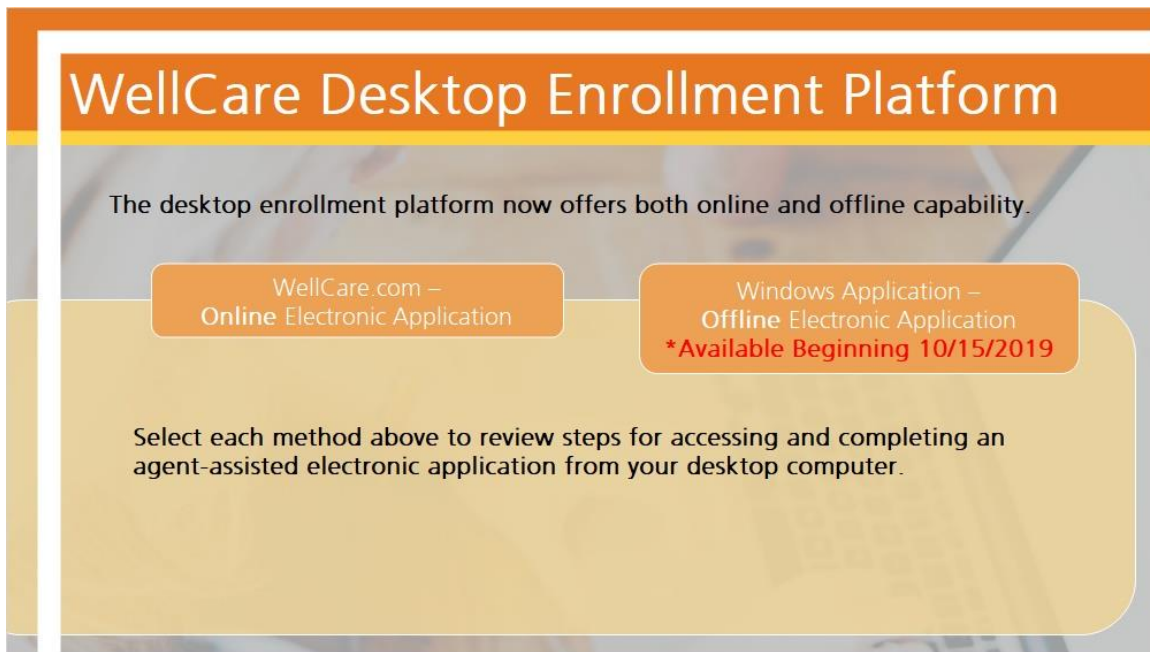 WellCare Desktop Enrollment Platform
The desktop enrollment platform now offers both online and offline capability.
WellCare.com –
Online Electronic Application
Windows Application –
Offline Electronic Application
*Available Beginning 10/15/2019
Select each method above to review steps for accessing and completing an
agent-assisted electronic application from your desktop computer.